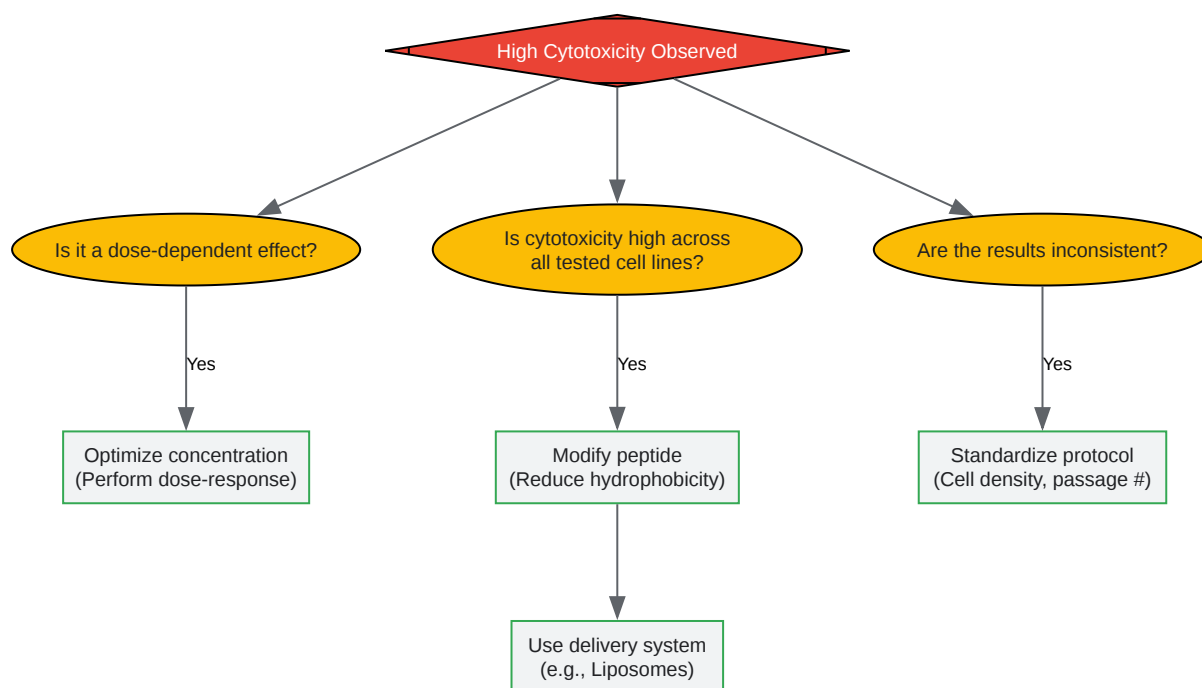 High Cytotoxicity Observed
Is it a dose-dependent effect?
Is cytotoxicity high across
all tested cell lines?
Are the results inconsistent?
Yes
Yes
Yes
Optimize concentration
(Perform dose-response)
Modify peptide
(Reduce hydrophobicity)
Standardize protocol
(Cell density, passage #)
Use delivery system
(e.g., Liposomes)